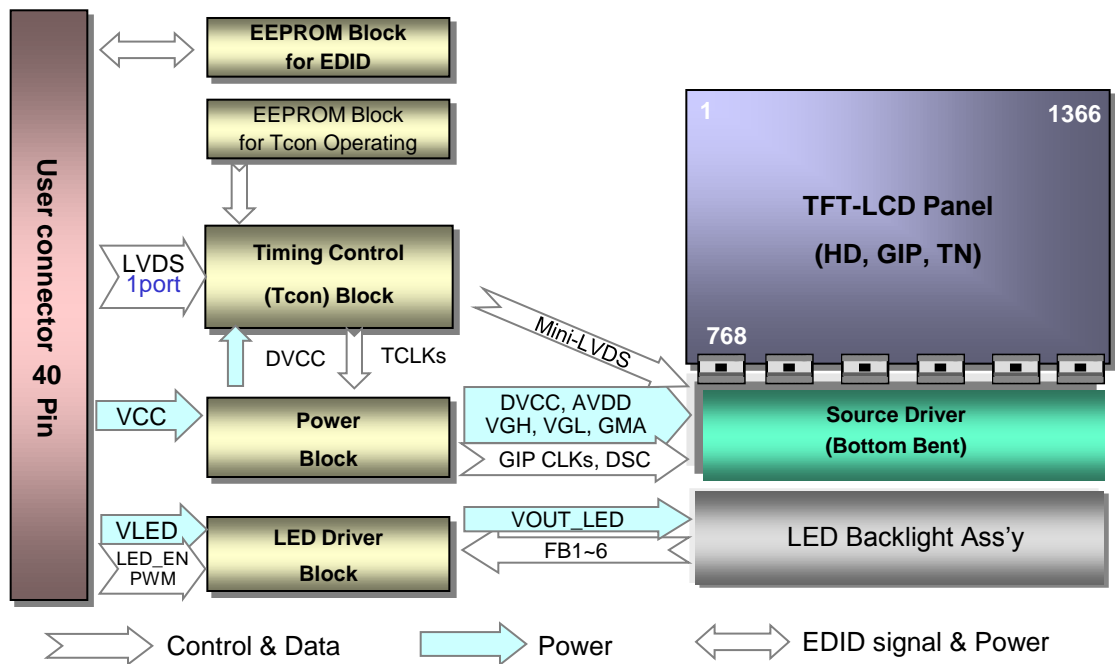 EEPROM Block
for EDID
EEPROM Block
for Tcon Operating
User connector 40 Pin
LVDS
1port
Timing Control
(Tcon) Block
DVCC
TCLKs
Mini-LVDS
1
1366
TFT-LCD Panel
(HD, GIP, TN)
768
VCC
Power
Block
DVCC, AVDD
VGH, VGL, GMA
GIP CLKs, DSC
Source Driver
(Bottom Bent)
VLED
LED_EN
PWM
LED Driver
Block
VOUT_LED
FB1~6
LED Backlight Ass'y
Control & Data
Power
EDID signal & Power